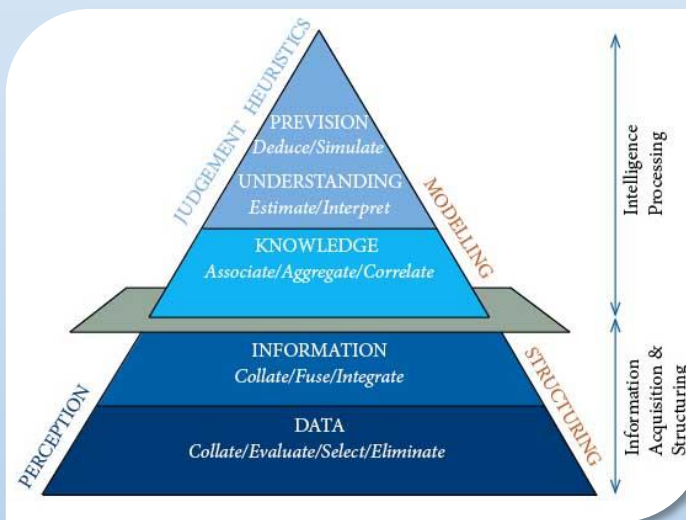 JUDGEMENT HEURISTICS
PREVISION
Deduce/Simulate
UNDERSTANDING
Estimate/Interpret
MODELLING
KNOWLEDGE
Associate/Aggregate/Correlate
Intelligence
Processing
INFORMATION
Collate/Fuse/Integrate
PERCEPTION
STRUCTURING
DATA
Collate/Evaluate/Select/Eliminate
Information
Acquisition &
Structuring